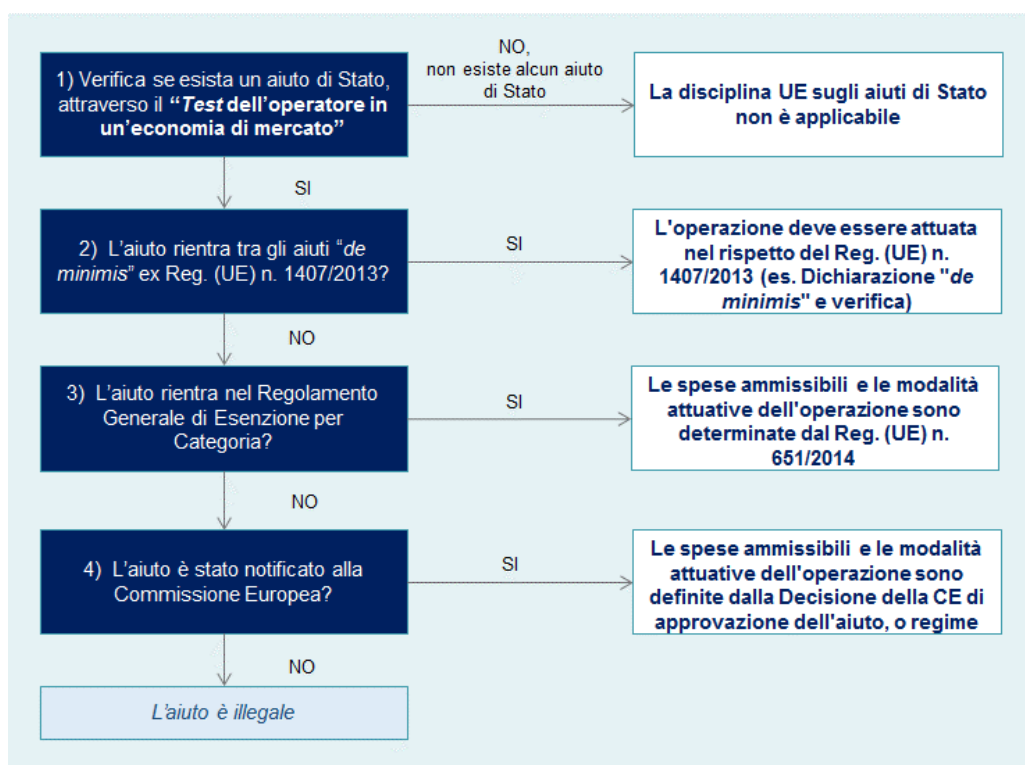 1) Verifica se esista un aiuto di Stato,
attraverso il “Test dell’operatore in
un’economia di mercato”
NO,
non esiste alcun aiuto
di Stato
La disciplina UE sugli aiuti di Stato
non è applicabile
SI
2) L’aiuto rientra tra gli aiuti “de
minimis” ex Reg. (UE) n. 1407/2013?
SI
L'operazione deve essere attuata
nel rispetto del Reg. (UE) n.
1407/2013 (es. Dichiarazione "de
minimis" e verifica)
NO
3) L’aiuto rientra nel Regolamento
Generale di Esenzione per
Categoria?
SI
Le spese ammissibili e le modalità
attuative dell'operazione sono
determinate dal Reg. (UE) n.
651/2014
NO
4) L’aiuto è stato notificato alla
Commissione Europea?
SI
Le spese ammissibili e le modalità
attuative dell'operazione sono
definite dalla Decisione della CE di
approvazione dell'aiuto, o regime
NO
L’aiuto è illegale